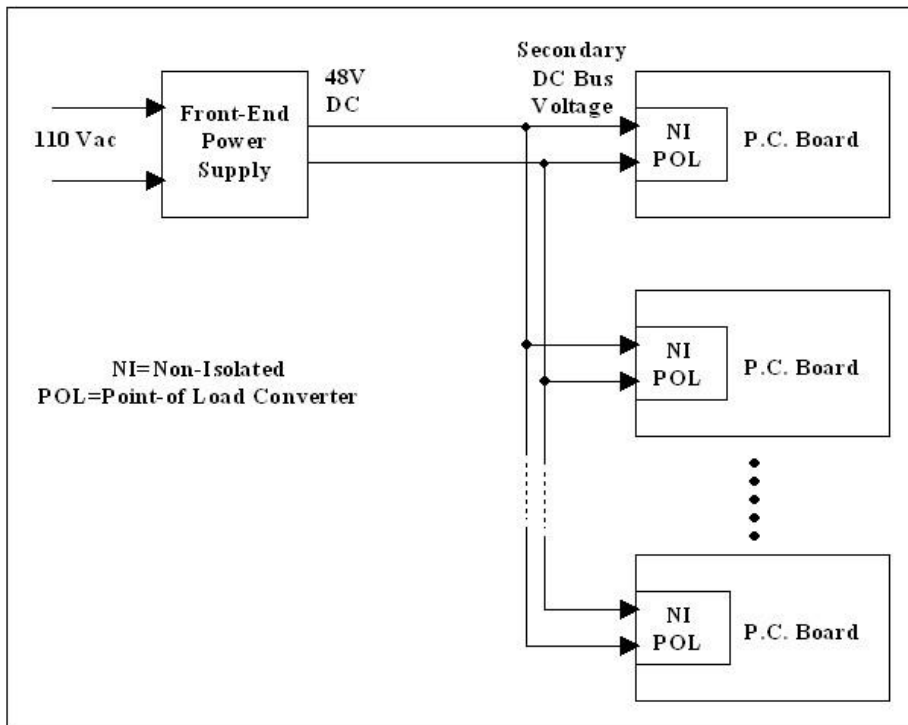 110 Vac
Front-End
Power
Supply
48V
DC
Secondary
DC Bus
Voltage
NI
POL
P.C. Board
NI
POL
P.C. Board
NI=Non-Isolated
POL=Point-of Load Converter
NI
POL
P.C. Board